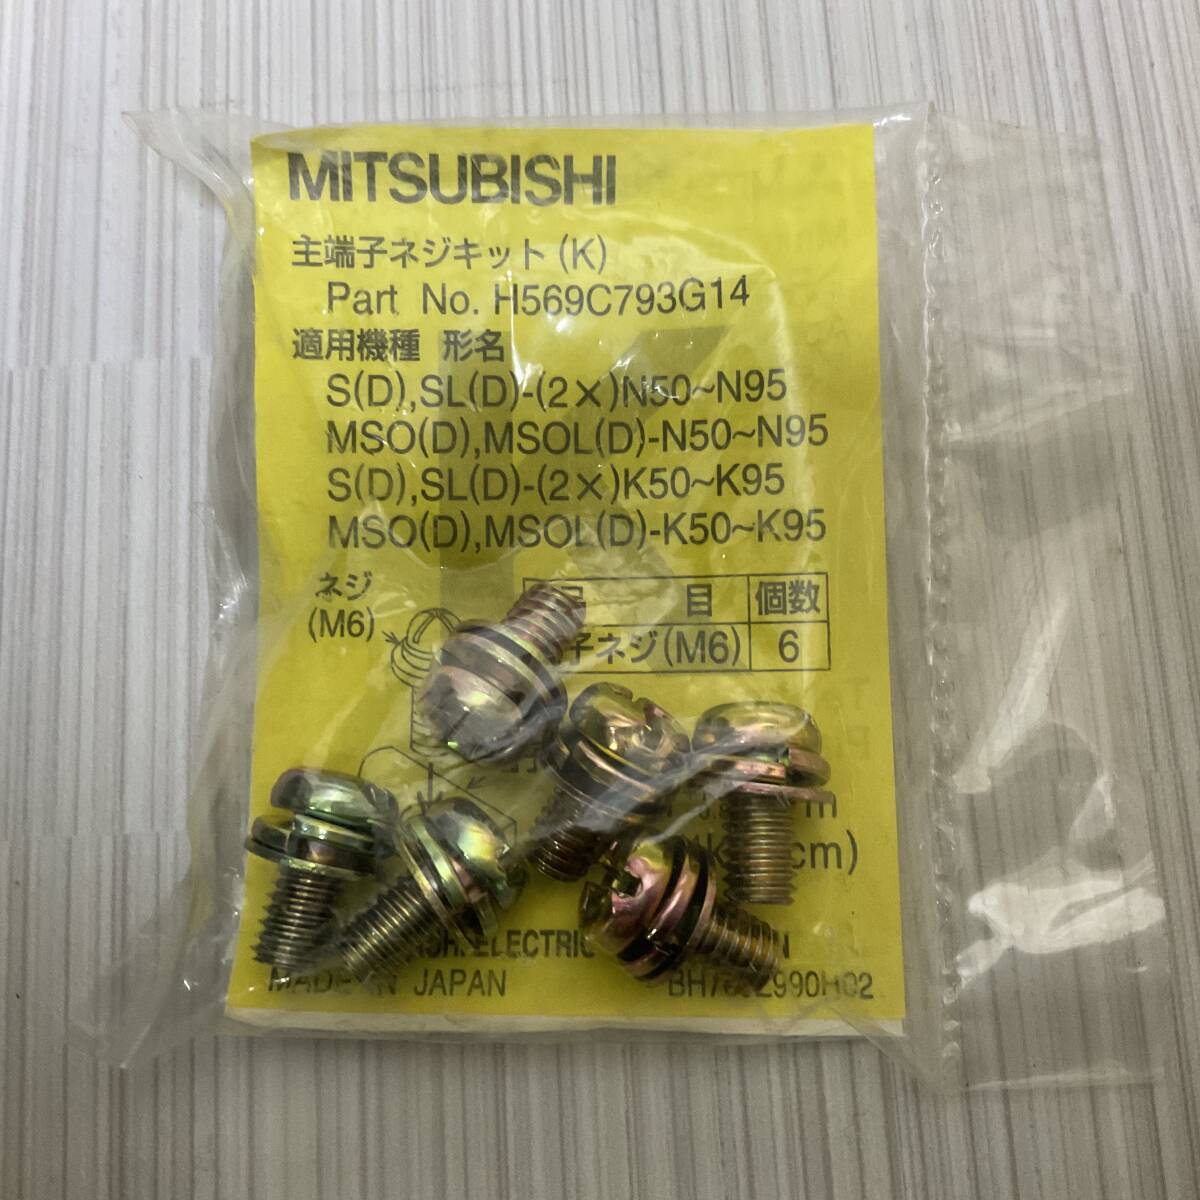 MITSUBISHI
主端子ネジキット(K)
Part No. H569C793G14
適用機種 形名
S(D),SL(D)-(2×)N50~N95
MSO(D),MSOL(D)-N50~N95
S(D),SL(D)-(2×)K50~K95
MSO(D),MSOL(D)-K50~K95
ネジ
(M6)
目 個数
子ネジ(M6) 6
cm)
ELECTRIC
MADE IN JAPAN